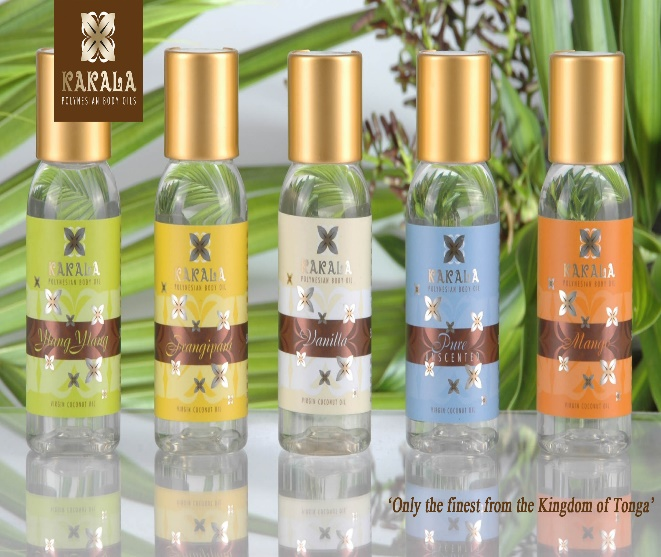 KAKALA
POLYNESIAN BODY OILS
KAKALA
POLYNESIAN BODY OIL
Ylang Ylang
VIRGIN COCONUT OIL
KAKALA
POLYNESIAN BODY OIL
Frangipani
VIRGIN COCONUT OIL
KAKALA
POLYNESIAN BODY OIL
Vanilla
VIRGIN COCONUT OIL
KAKALA
POLYNESIAN BODY OIL
Pure
UNSCENTED
VIRGIN COCONUT OIL
KAKALA
POLYNESIAN BODY OIL
Mango
VIRGIN COCONUT OIL
‘Only the finest from the Kingdom of Tonga’